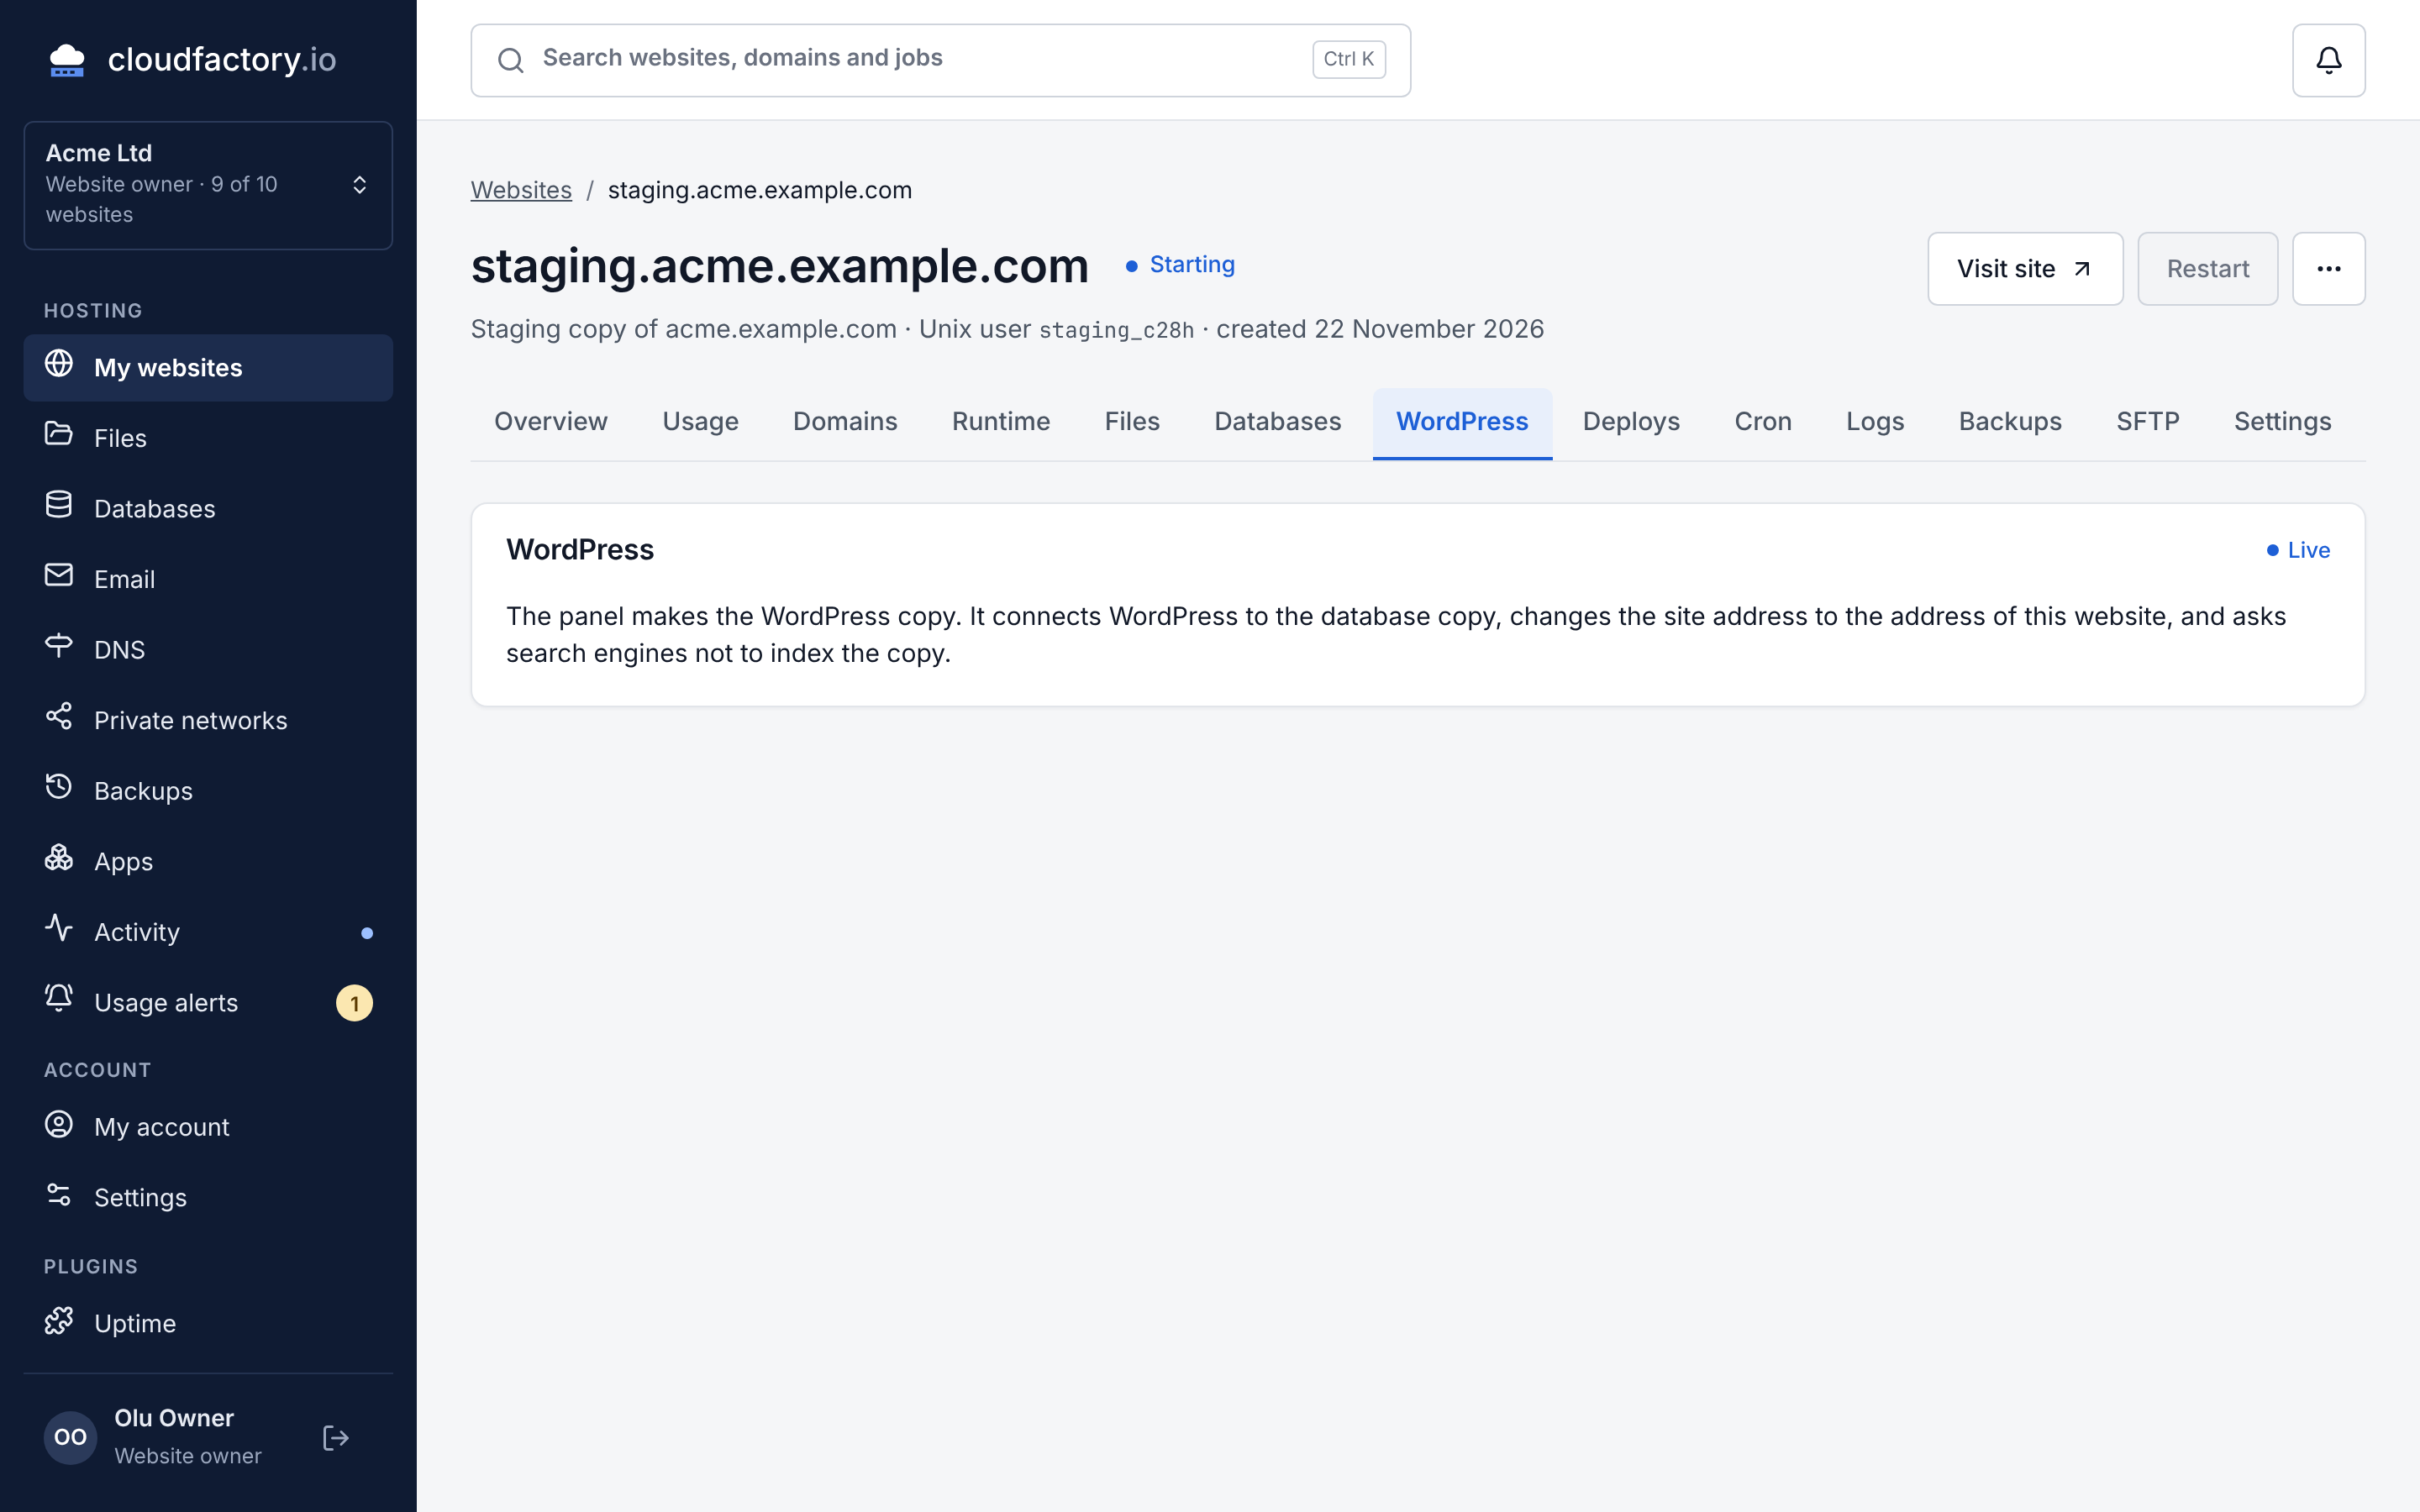 cloudfactory.io
Acme Ltd
Website owner · 9 of 10
websites
HOSTING
My websites
Files
Databases
Email
DNS
Private networks
Backups
Apps
Activity
Usage alerts
1
ACCOUNT
My account
Settings
PLUGINS
Uptime
OO
Olu Owner
Website owner
Search websites, domains and jobs
Ctrl K
Websites / staging.acme.example.com
staging.acme.example.com
Starting
Visit site
Restart
Staging copy of acme.example.com · Unix user staging_c28h · created 22 November 2026
Overview
Usage
Domains
Runtime
Files
Databases
WordPress
Deploys
Cron
Logs
Backups
SFTP
Settings
WordPress
Live
The panel makes the WordPress copy. It connects WordPress to the database copy, changes the site address to the address of this website, and asks
search engines not to index the copy.